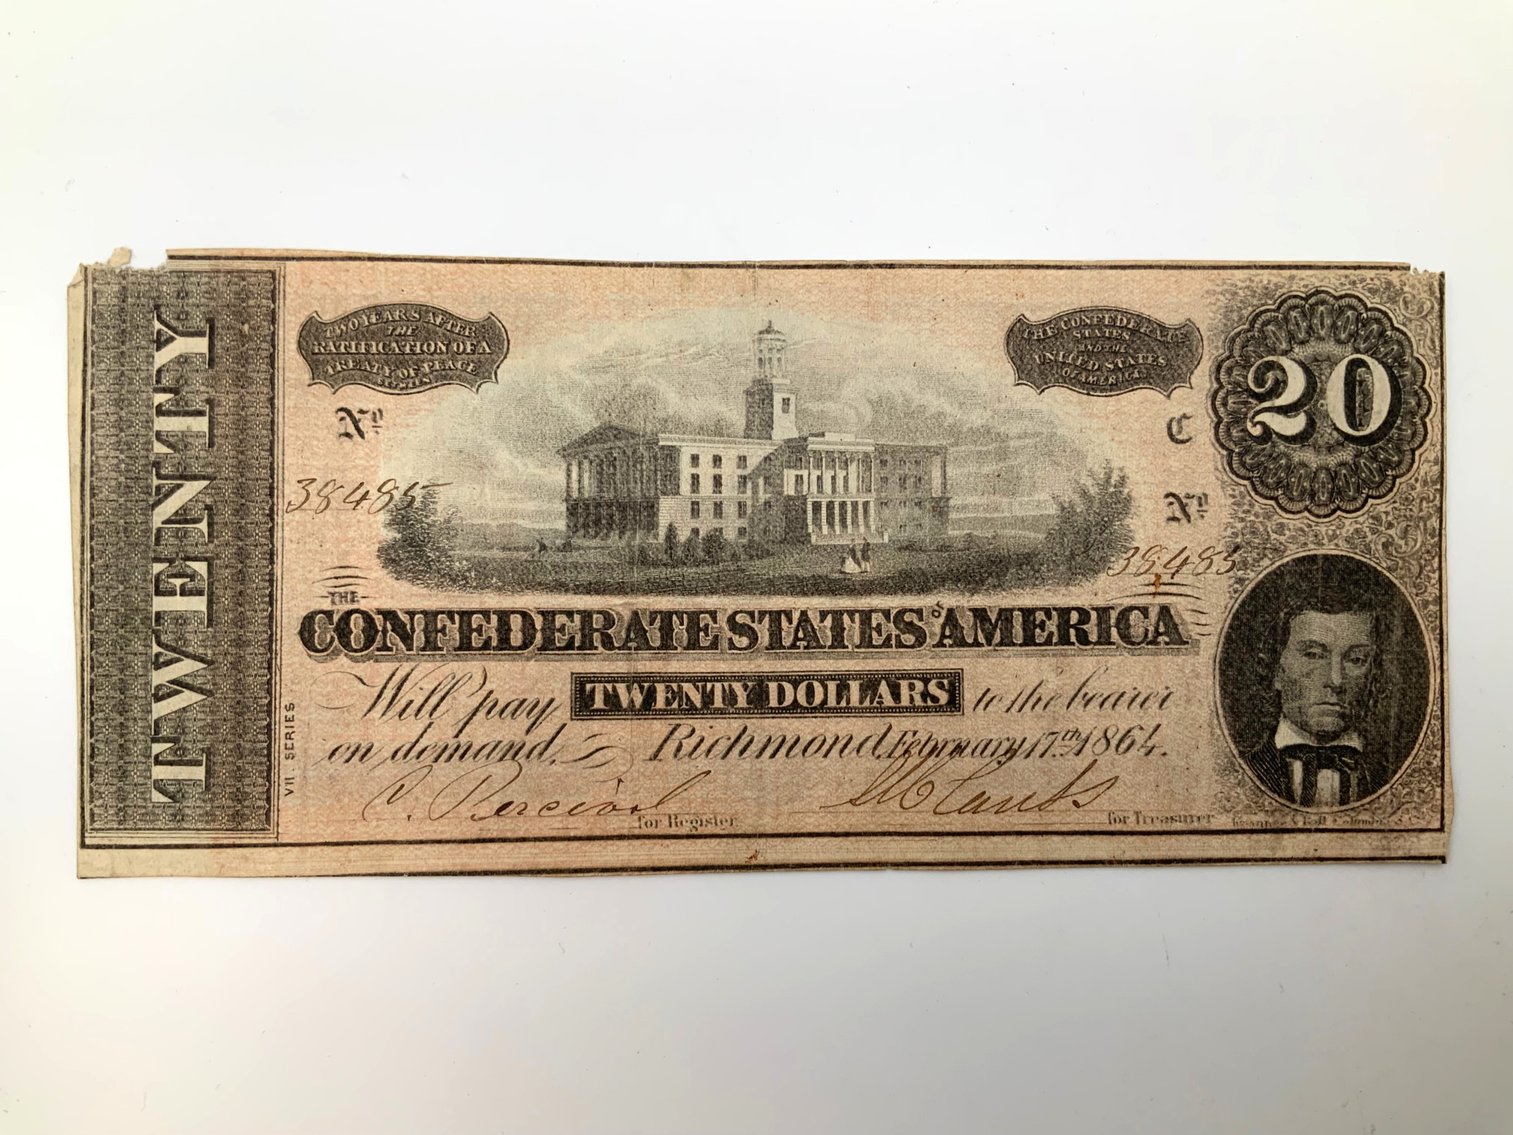 TWENTY
TWO YEARS AFTER
THE
RATIFICATION OF A
TREATY OF PEACE
BETWEEN
THE CONFEDERATE
STATES
AND THE
UNITED STATES
OF AMERICA.
20
Nº
C
38485
Nº
38485
THE
CONFEDERATE STATES OF AMERICA
Will pay TWENTY DOLLARS to the bearer
on demand, Richmond, February 17th 1864.
VII SERIES
C. Percival
for Register
for Treasurer